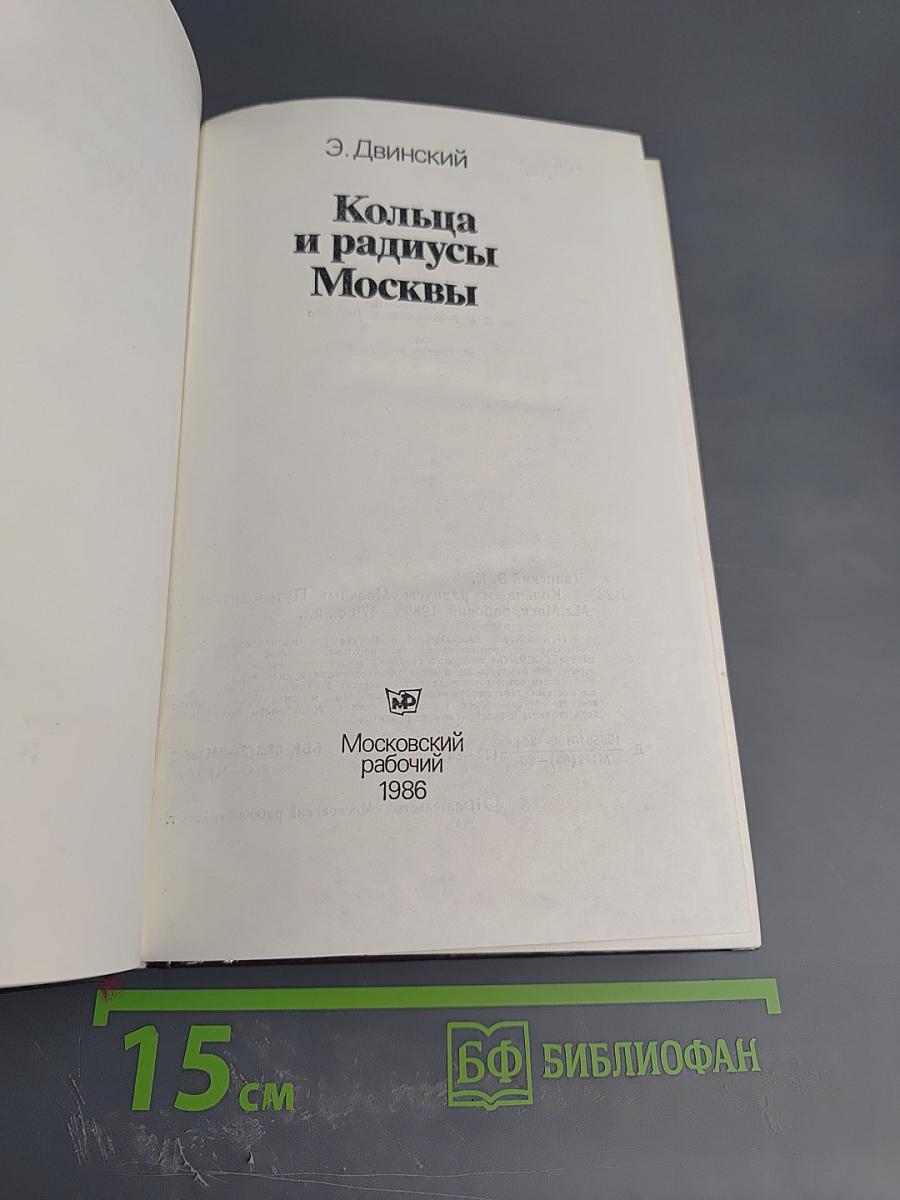 Э. Двинский
Кольца
и радиусы
Москвы
МР
Московский
рабочий
1986
15 см
БФ БИБЛИОФАН